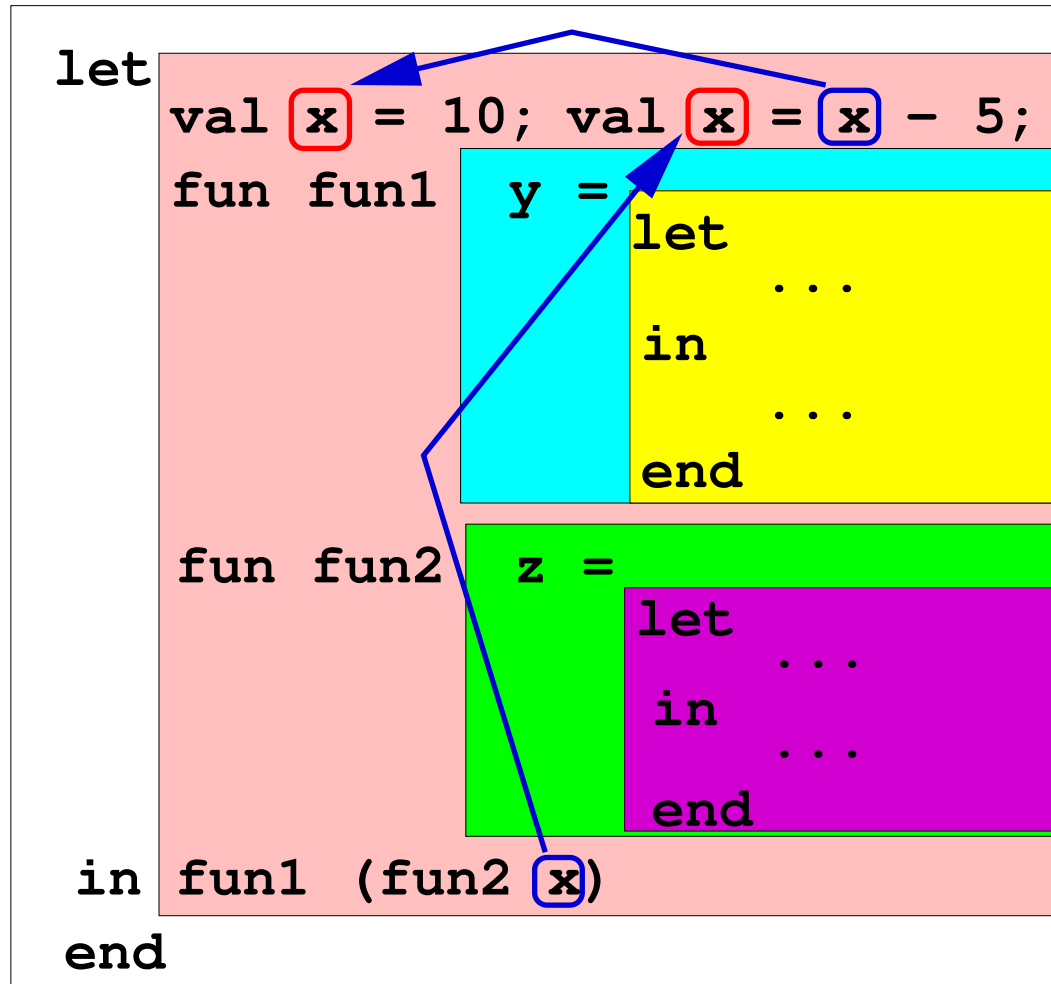 let
val x = 10; val x = x - 5;
fun fun1 y =
let
...
in
...
end
fun fun2 z =
let
...
in
...
end
in fun1 (fun2 x)
end